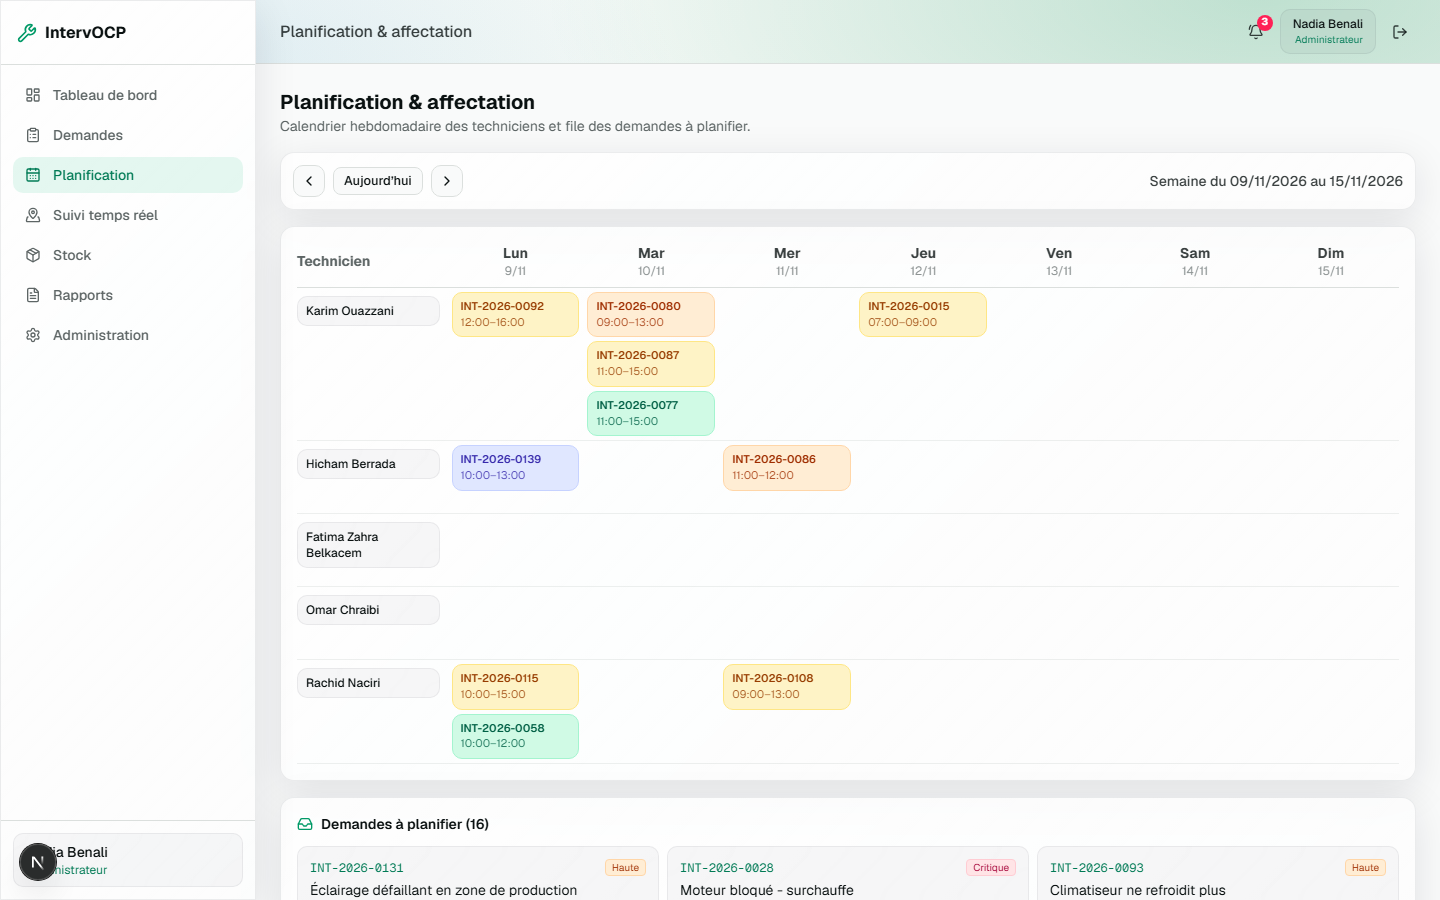 IntervOCP
Planification & affectation
3
Nadia Benali
Administrateur
Tableau de bord
Demandes
Planification
Suivi temps réel
Stock
Rapports
Administration
Planification & affectation
Calendrier hebdomadaire des techniciens et file des demandes à planifier.
Aujourd'hui
Semaine du 09/11/2026 au 15/11/2026
Technicien
Lun
9/11
Mar
10/11
Mer
11/11
Jeu
12/11
Ven
13/11
Sam
14/11
Dim
15/11
Karim Ouazzani
INT-2026-0092
12:00–16:00
INT-2026-0080
09:00–13:00
INT-2026-0087
11:00–15:00
INT-2026-0077
11:00–15:00
INT-2026-0015
07:00–09:00
Hicham Berrada
INT-2026-0139
10:00–13:00
INT-2026-0086
11:00–12:00
Fatima Zahra
Belkacem
Omar Chraibi
Rachid Naciri
INT-2026-0115
10:00–15:00
INT-2026-0058
10:00–12:00
INT-2026-0108
09:00–13:00
Demandes à planifier (16)
INT-2026-0131
Haute
Éclairage défaillant en zone de production
INT-2026-0028
Critique
Moteur bloqué - surchauffe
INT-2026-0093
Haute
Climatiseur ne refroidit plus
N
Benali